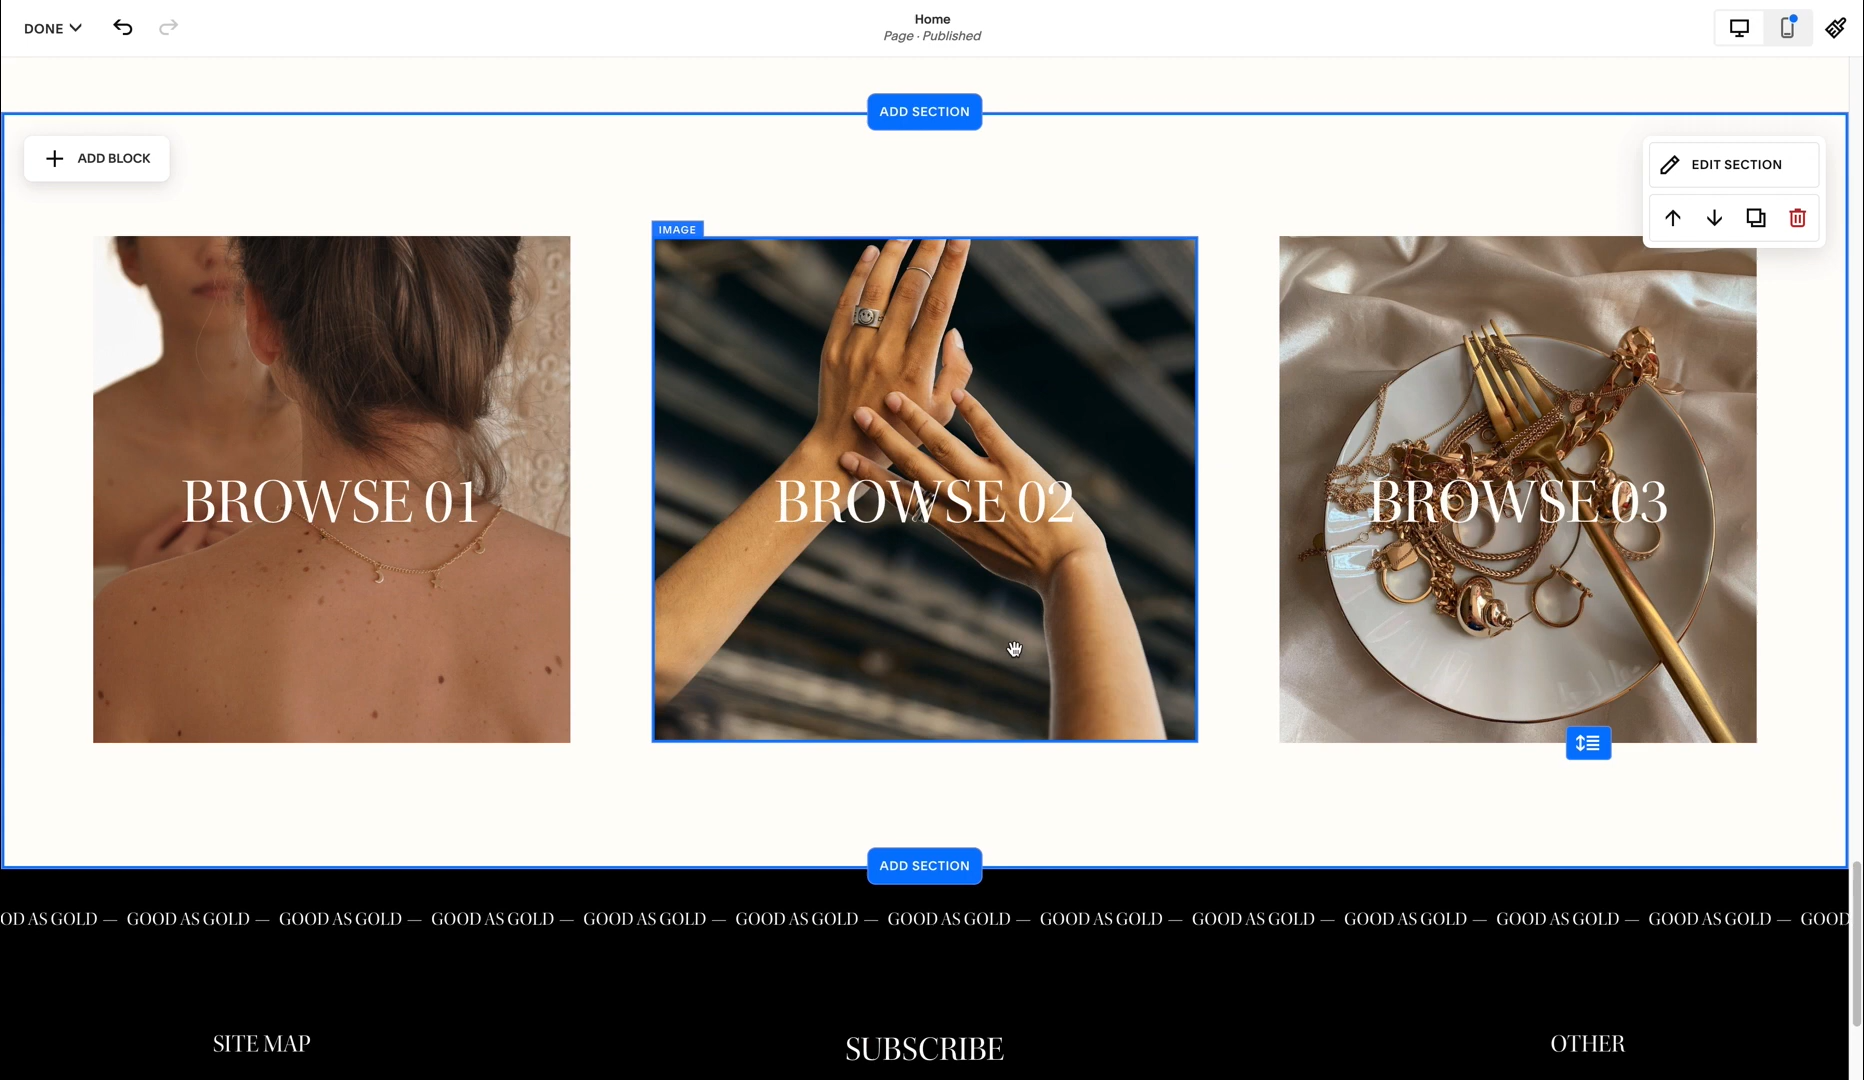 DONE
Home
Page · Published
ADD SECTION
ADD BLOCK
EDIT SECTION
IMAGE
BROWSE 01
BROWSE 02
BROWSE 03
ADD SECTION
OD AS GOLD — GOOD AS GOLD — GOOD AS GOLD — GOOD AS GOLD — GOOD AS GOLD — GOOD AS GOLD — GOOD AS GOLD — GOOD AS GOLD — GOOD AS GOLD — GOOD AS GOLD — GOOD AS GOLD — GOOD AS GOLD — GOOD
SITE MAP
SUBSCRIBE
OTHER